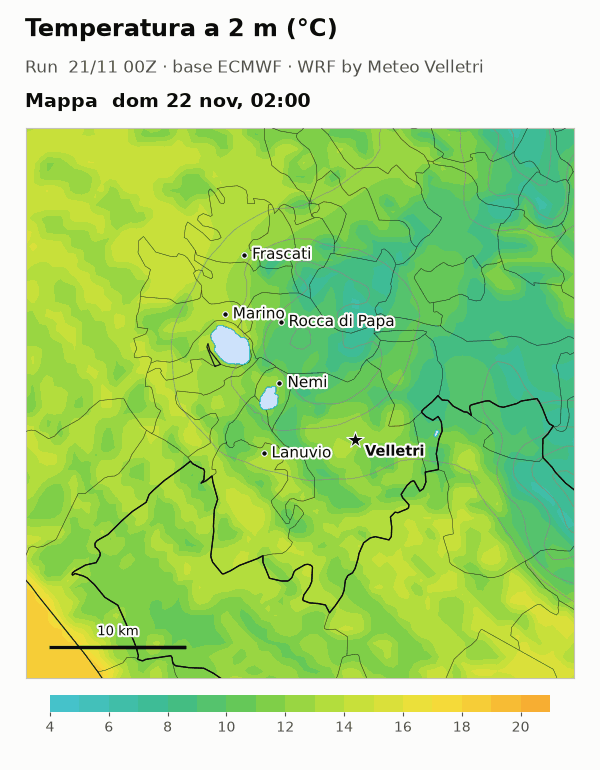 Temperatura a 2 m (°C)
Run  21/11 00Z · base ECMWF · WRF by Meteo Velletri
Mappa  dom 22 nov, 02:00
Frascati
Marino
Rocca di Papa
Nemi
Velletri
Lanuvio
10 km
4 6 8 10 12 14 16 18 20